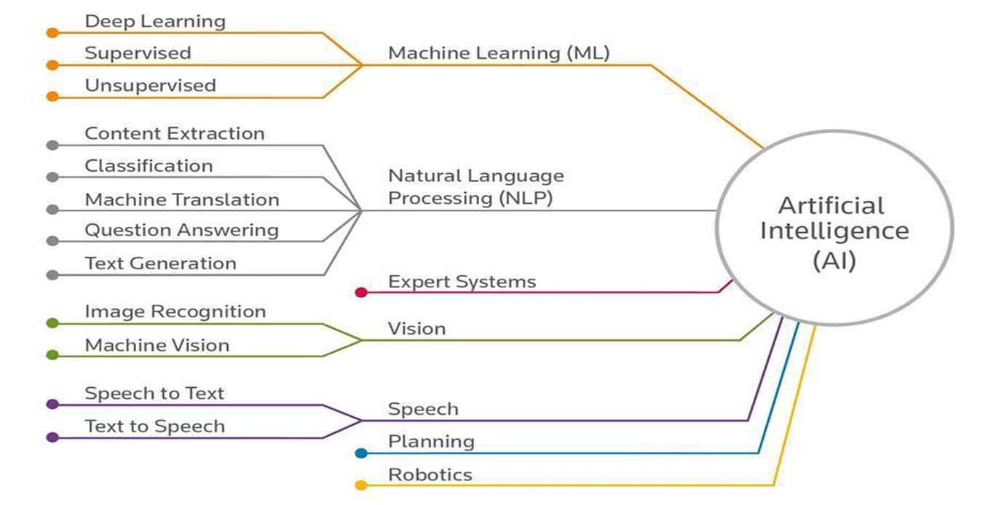 Deep Learning
Supervised
Unsupervised
Machine Learning (ML)
Content Extraction
Classification
Machine Translation
Question Answering
Text Generation
Natural Language
Processing (NLP)
Expert Systems
Image Recognition
Machine Vision
Vision
Speech to Text
Text to Speech
Speech
Planning
Robotics
Artificial
Intelligence
(AI)